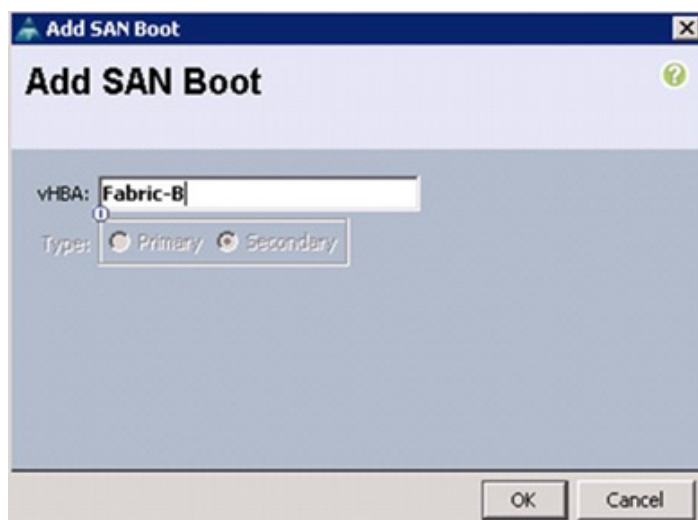 Add SAN Boot
Add SAN Boot
vHBA: Fabric-B
Type: Primary Secondary
OK Cancel